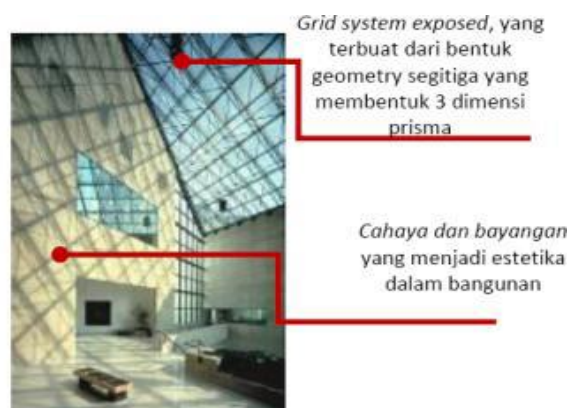 Grid system exposed, yang
terbuat dari bentuk
geometry segitiga yang
membentuk 3 dimensi
prisma
Cahaya dan bayangan
yang menjadi estetika
dalam bangunan